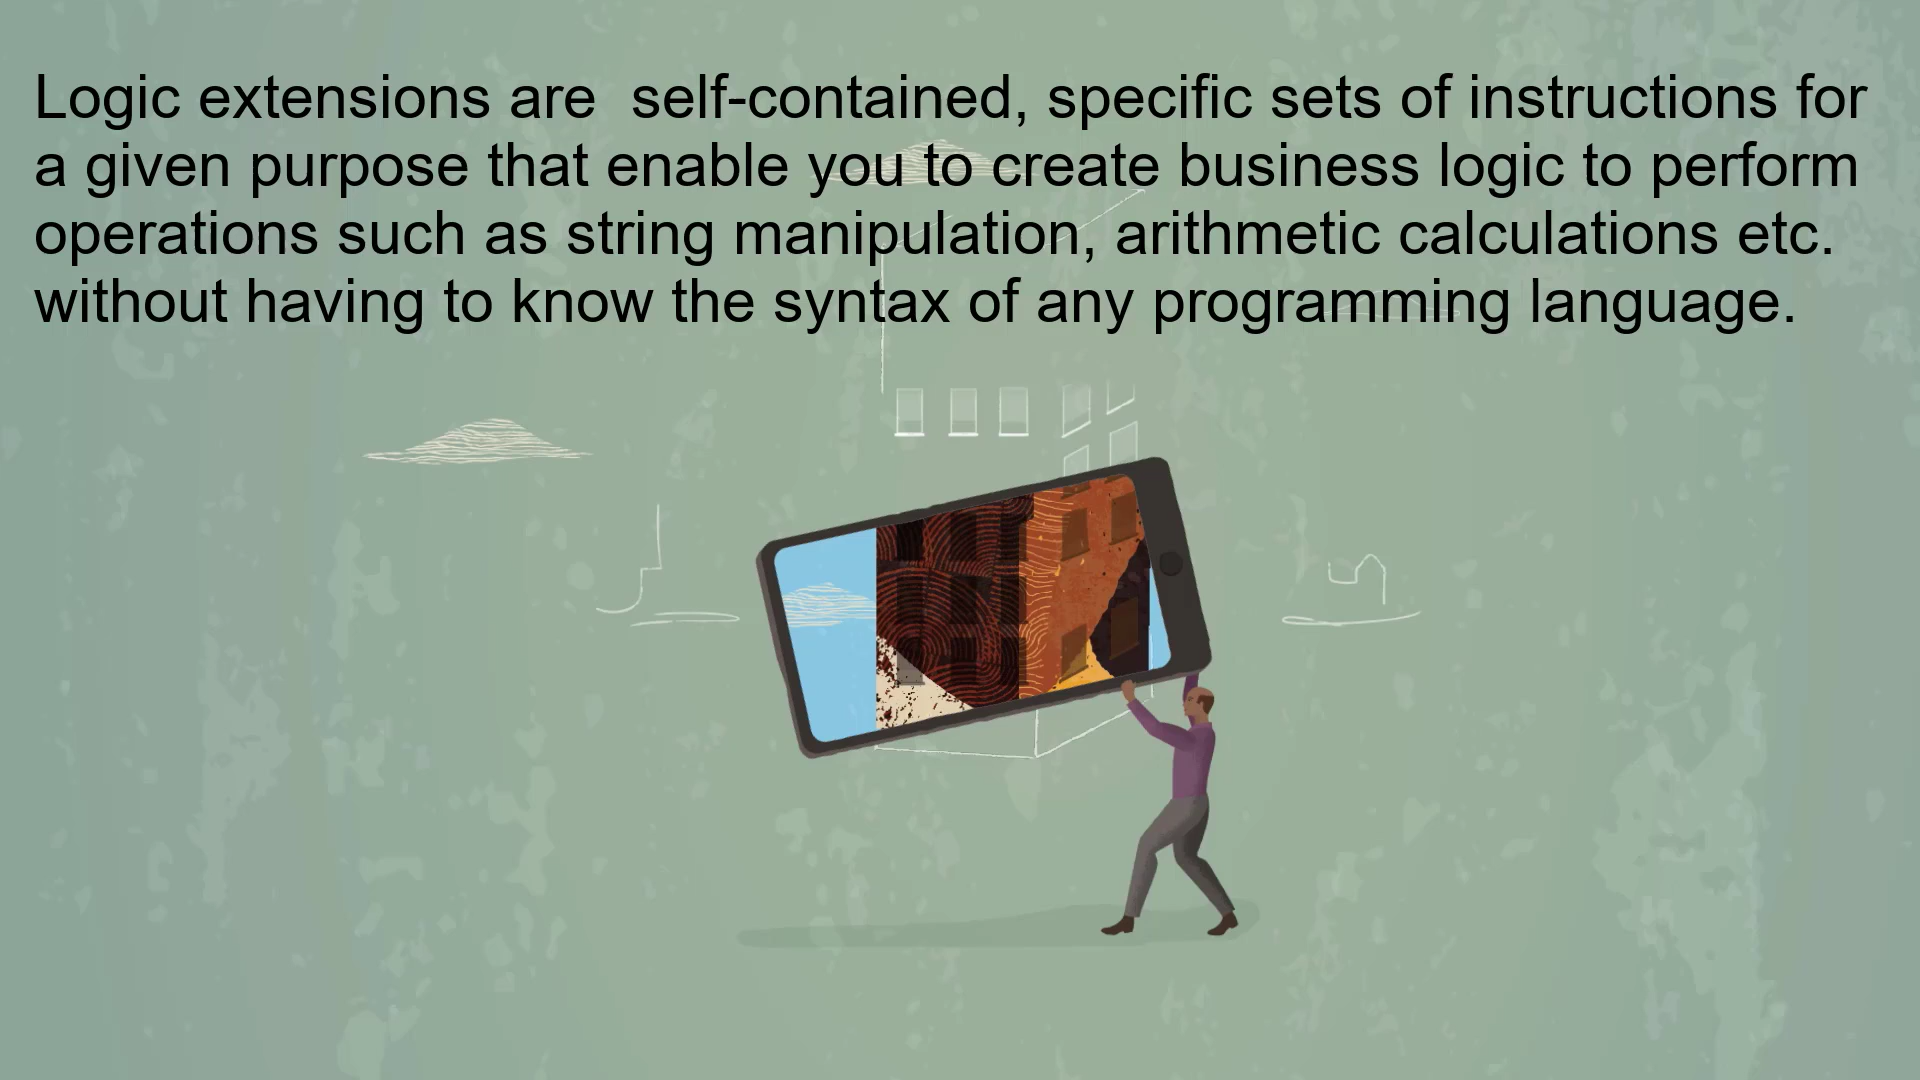 Logic extensions are  self-contained, specific sets of instructions for
a given purpose that enable you to create business logic to perform
operations such as string manipulation, arithmetic calculations etc.
without having to know the syntax of any programming language.